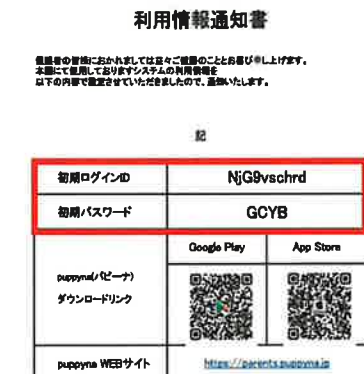 利用情報通知書
保護者の皆様におかれましては益々ご健勝のこととお喜び申し上げます。
本園にて使用しておりますシステムの利用情報を
以下の内容で設定させていただきましたので、通知いたします。
記
初期ログインID NjG9vschrd
初期パスワード GCYB
Google Play App Store
puppyna(パピーナ)
ダウンロードリンク
puppyna WEBサイト https://parents.puppyna.jp